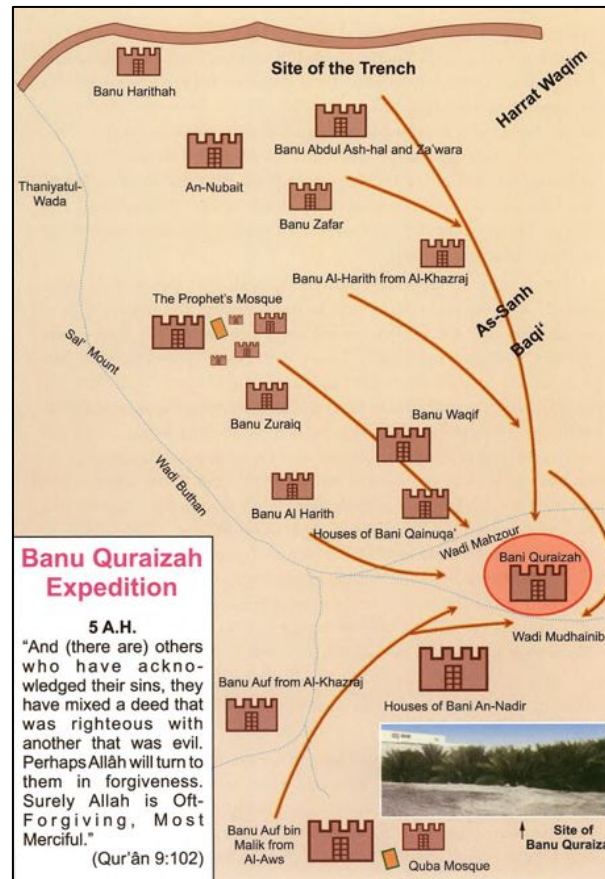 Site of the Trench
Harrat Waqim
Banu Harithah
Banu Abdul Ash-hal and Za'wara
An-Nubait
Thaniyatul-
Wada
Banu Zafar
Banu Al-Harith from Al-Khazraj
The Prophet's Mosque
As-Sanh
Baqi'
Sal' Mount
Banu Zuraiq
Banu Waqif
Wadi Buthan
Banu Al Harith
Houses of Bani Qainuqa'
Wadi Mahzour
Bani Quraizah
Wadi Mudhainib
Banu Quraizah
Expedition
5 A.H.
“And (there are) others
who have ackno-
wledged their sins, they
have mixed a deed that
was righteous with
another that was evil.
Perhaps Allâh will turn to
them in forgiveness.
Surely Allah is Oft-
Forgiving, Most
Merciful.”
(Qur'ân 9:102)
Banu Auf from Al-Khazraj
Houses of Bani An-Nadir
Banu Auf bin
Malik from
Al-Aws
Quba Mosque
Site of
Banu Quraiza